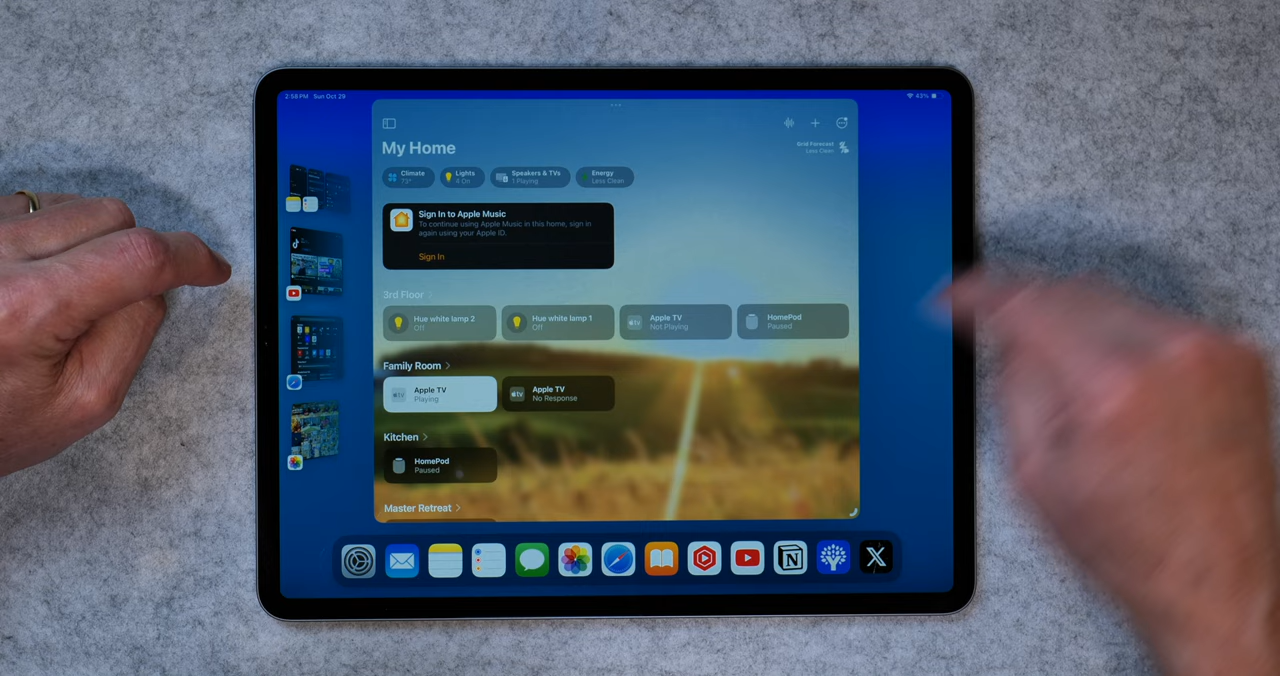 2:58 PM Sun Oct 29
43%
My Home
Grid Forecast
Less Clean
Climate
73°
Lights
4 On
Speakers & TVs
1 Playing
Energy
Less Clean
Sign In to Apple Music
To continue using Apple Music in this home, sign in
again using your Apple ID.
Sign In
3rd Floor
Hue white lamp 2
Off
Hue white lamp 1
Off
tv
Apple TV
Not Playing
HomePod
Paused
Family Room
tv
Apple TV
Playing
tv
Apple TV
No Response
Kitchen
HomePod
Paused
Master Retreat
N
X